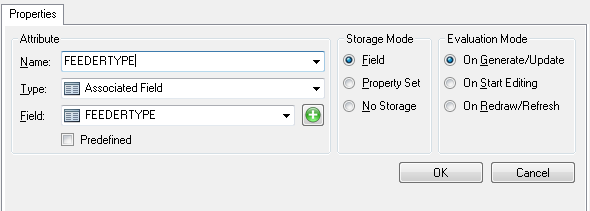 Properties
Attribute
Name: FEEDERTYPE
Type: Associated Field
Field: FEEDERTYPE
Predefined
Storage Mode
Field
Property Set
No Storage
Evaluation Mode
On Generate/Update
On Start Editing
On Redraw/Refresh
OK Cancel